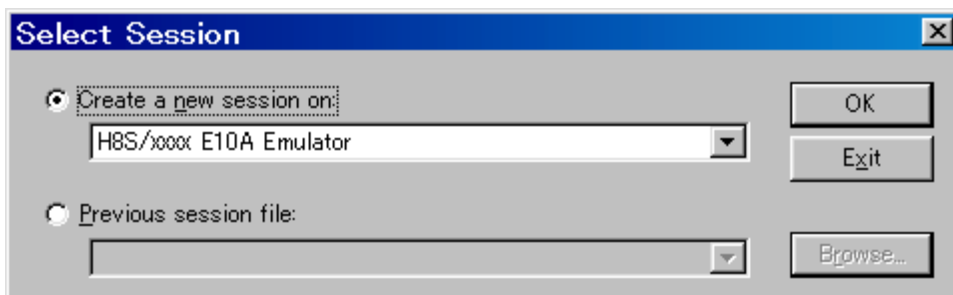 Select Session
Create a new session on:
OK
H8S/xxxx E10A Emulator
Exit
Previous session file:
Browse...